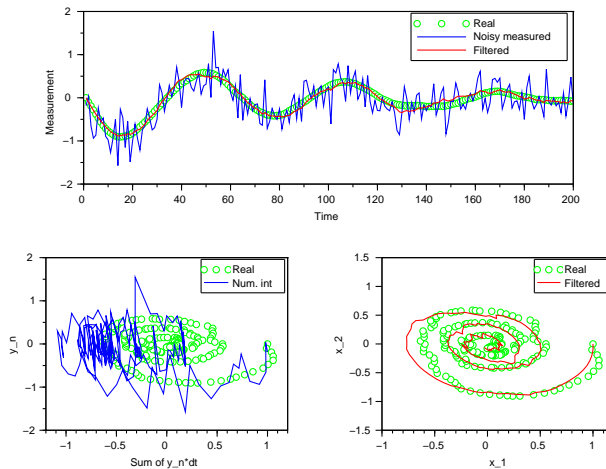 2
1
0
−1
−2
Measurement
0
20
40
60
80
100
120
140
160
180
200
Time
Real
Noisy measured
Filtered
2
1
0
−1
−2
y_n
−1
−0.5
0
0.5
1
Sum of y_n*dt
Real
Num. int
1.5
1
0.5
0
−0.5
−1
−1.5
x_2
−1
−0.5
0
0.5
1
x_1
Real
Filtered